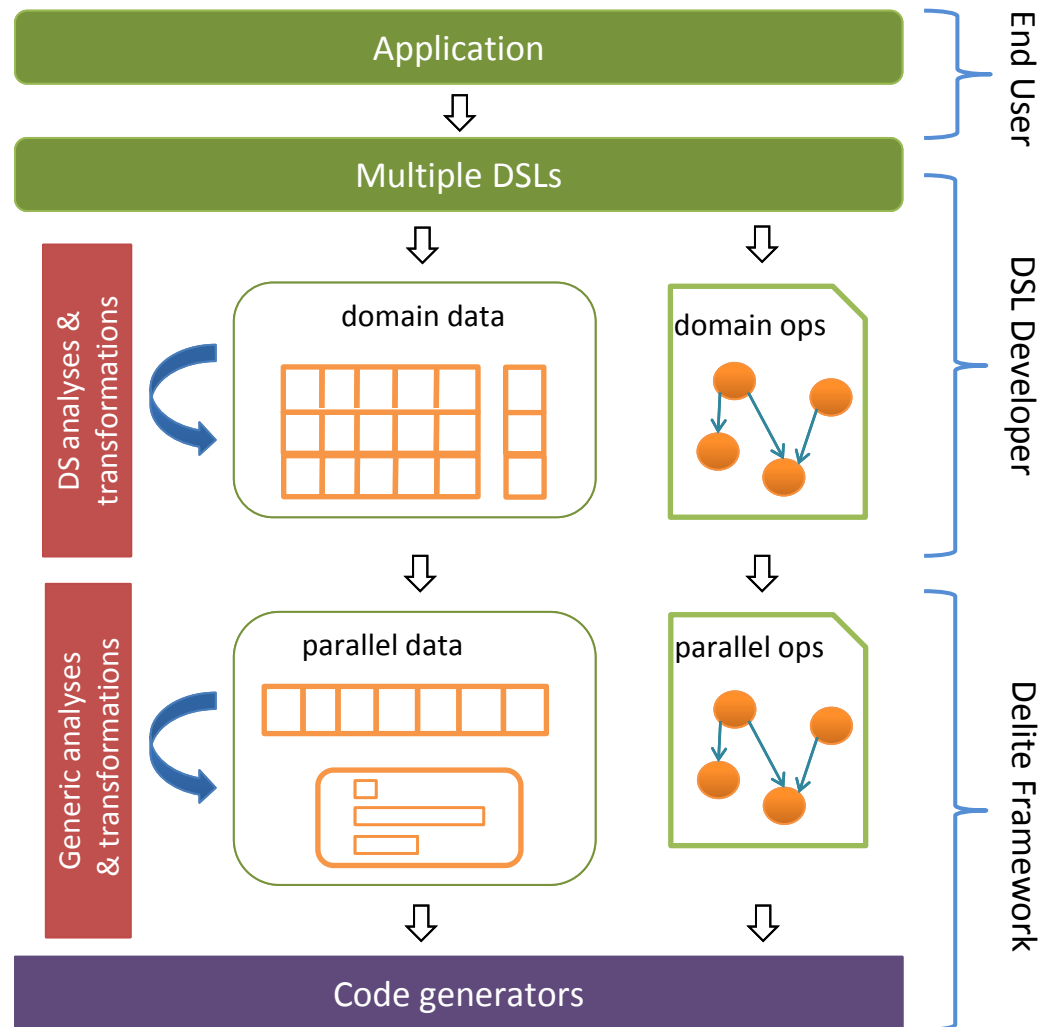 Application
End User
Multiple DSLs
DS analyses &
transformations
domain data
domain ops
DSL Developer
Generic analyses
& transformations
parallel data
parallel ops
Delite Framework
Code generators